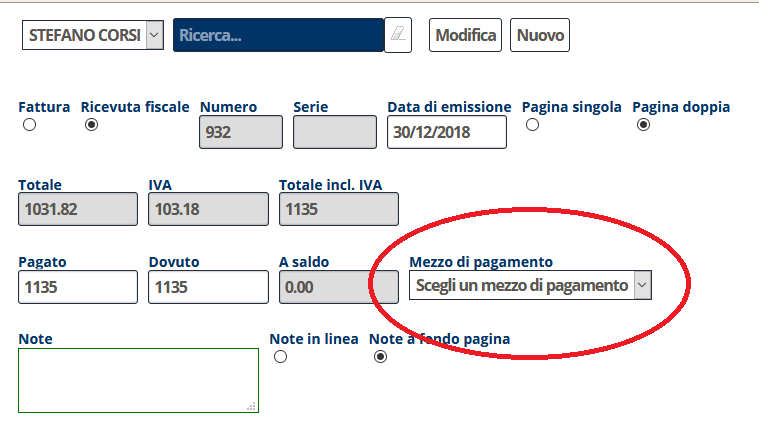 STEFANO CORSI Ricerca... Modifica Nuovo
Fattura Ricevuta fiscale Numero Serie Data di emissione Pagina singola Pagina doppia
932 30/12/2018
Totale IVA Totale incl. IVA
1031.82 103.18 1135
Pagato Dovuto A saldo Mezzo di pagamento
1135 1135 0.00 Scegli un mezzo di pagamento
Note Note in linea Note a fondo pagina